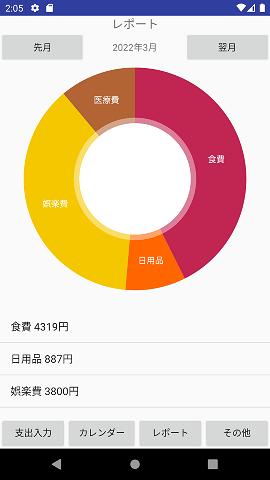 2:05
レポート
先月
2022年3月
翌月
医療費
食費
娯楽費
日用品
食費 4319円
日用品 887円
娯楽費 3800円
支出入力
カレンダー
レポート
その他